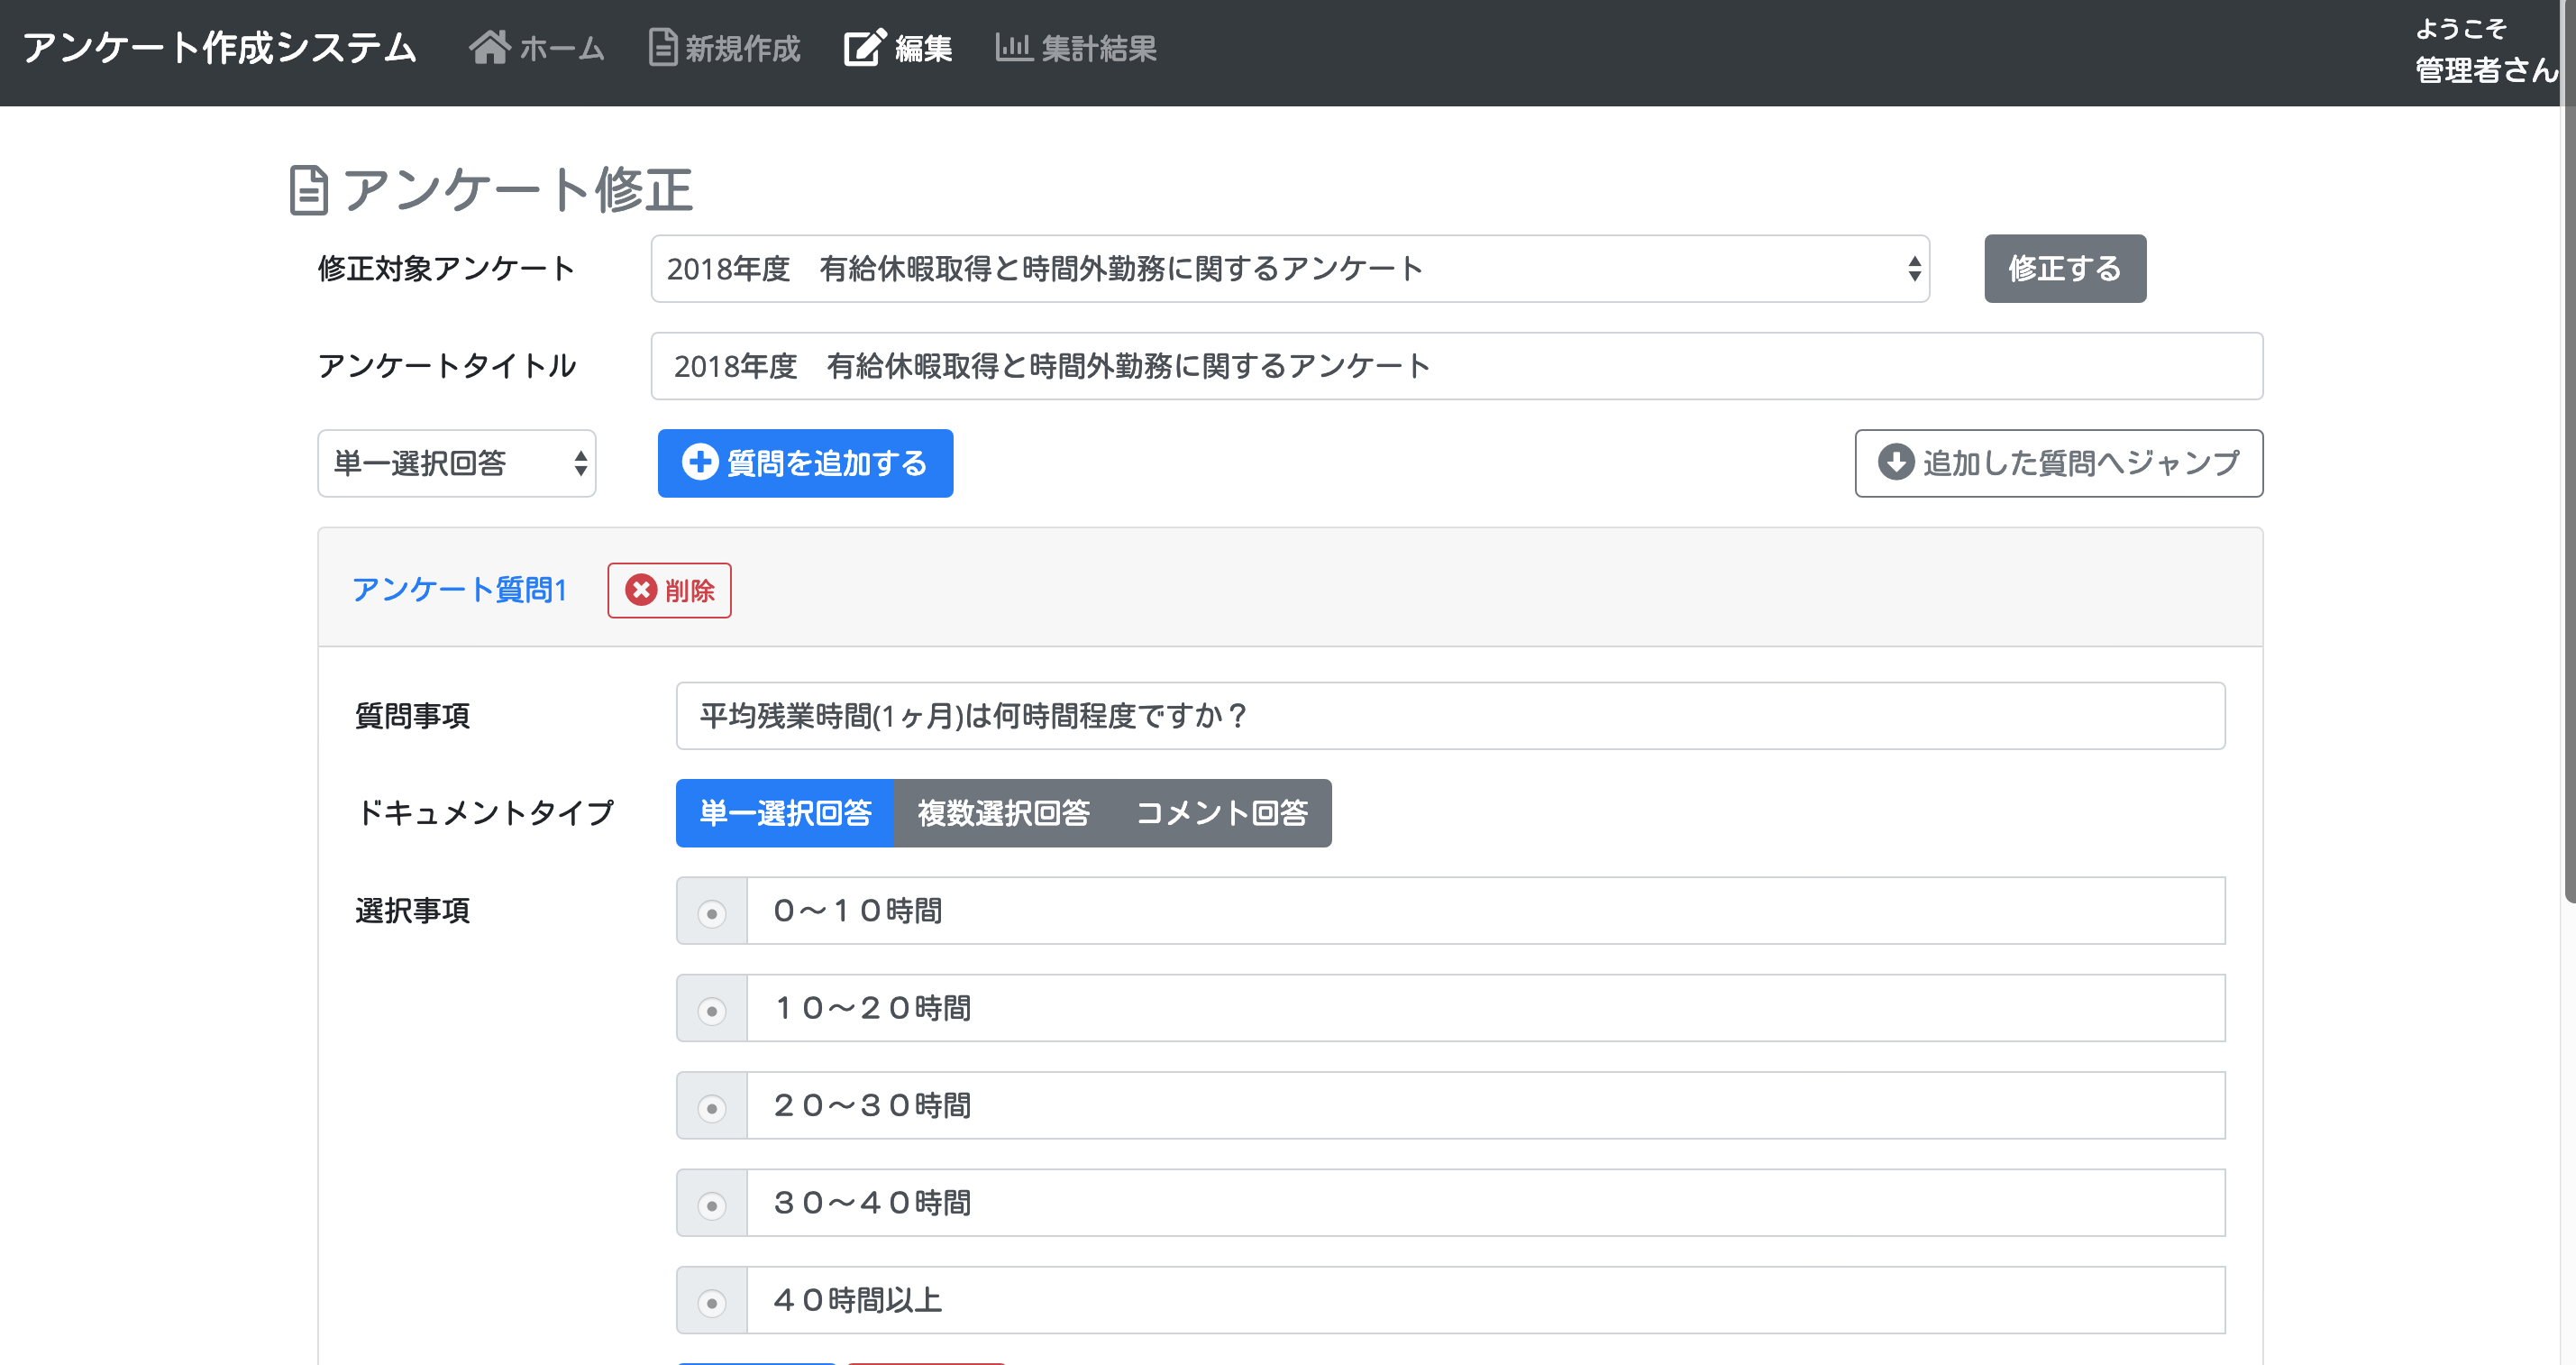 アンケート作成システム ホーム 新規作成 編集 集計結果
ようこそ
管理者さん
アンケート修正
修正対象アンケート 2018年度　有給休暇取得と時間外勤務に関するアンケート 修正する
アンケートタイトル 2018年度　有給休暇取得と時間外勤務に関するアンケート
単一選択回答 質問を追加する 追加した質問へジャンプ
アンケート質問1 削除
質問事項 平均残業時間(1ヶ月)は何時間程度ですか？
ドキュメントタイプ 単一選択回答 複数選択回答 コメント回答
選択事項 ０～１０時間
１０～２０時間
２０～３０時間
３０～４０時間
４０時間以上